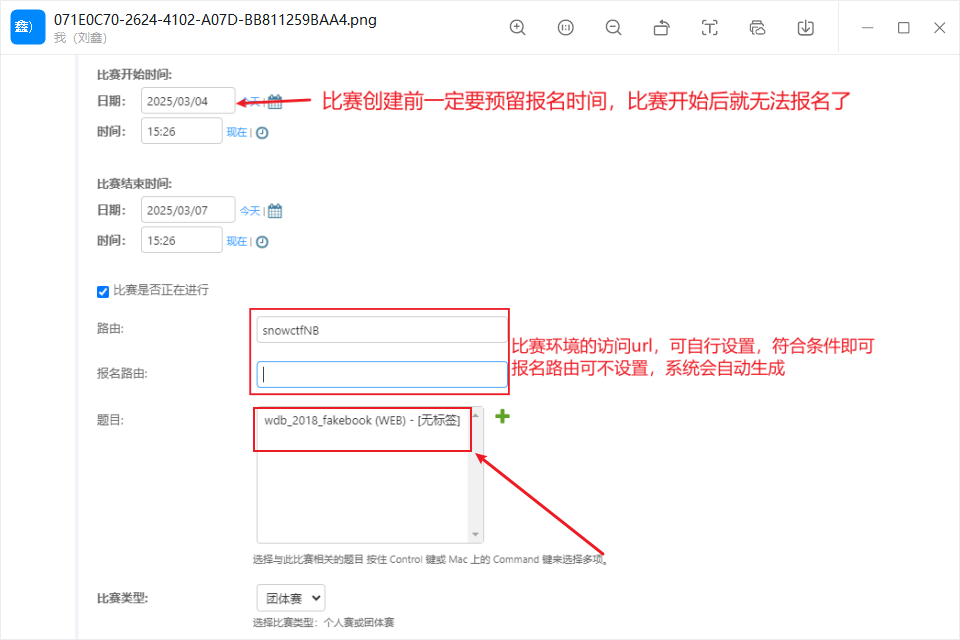 鑫)
071E0C70-2624-4102-A07D-BB811259BAA4.png
我（刘鑫）
比赛开始时间:
日期: 2025/03/04 今天 |
比赛创建前一定要预留报名时间，比赛开始后就无法报名了
时间: 15:26 现在 |
比赛结束时间:
日期: 2025/03/07 今天 |
时间: 15:26 现在 |
比赛是否正在进行
路由: snowctfNB
比赛环境的访问url，可自行设置，符合条件即可
报名路由可不设置，系统会自动生成
报名路由:
题目: wdb_2018_fakebook (WEB) - [无标签]
选择与此比赛相关的题目 按住 Control 键或 Mac 上的 Command 键来选择多项。
比赛类型: 团体赛
选择比赛类型：个人赛或团体赛